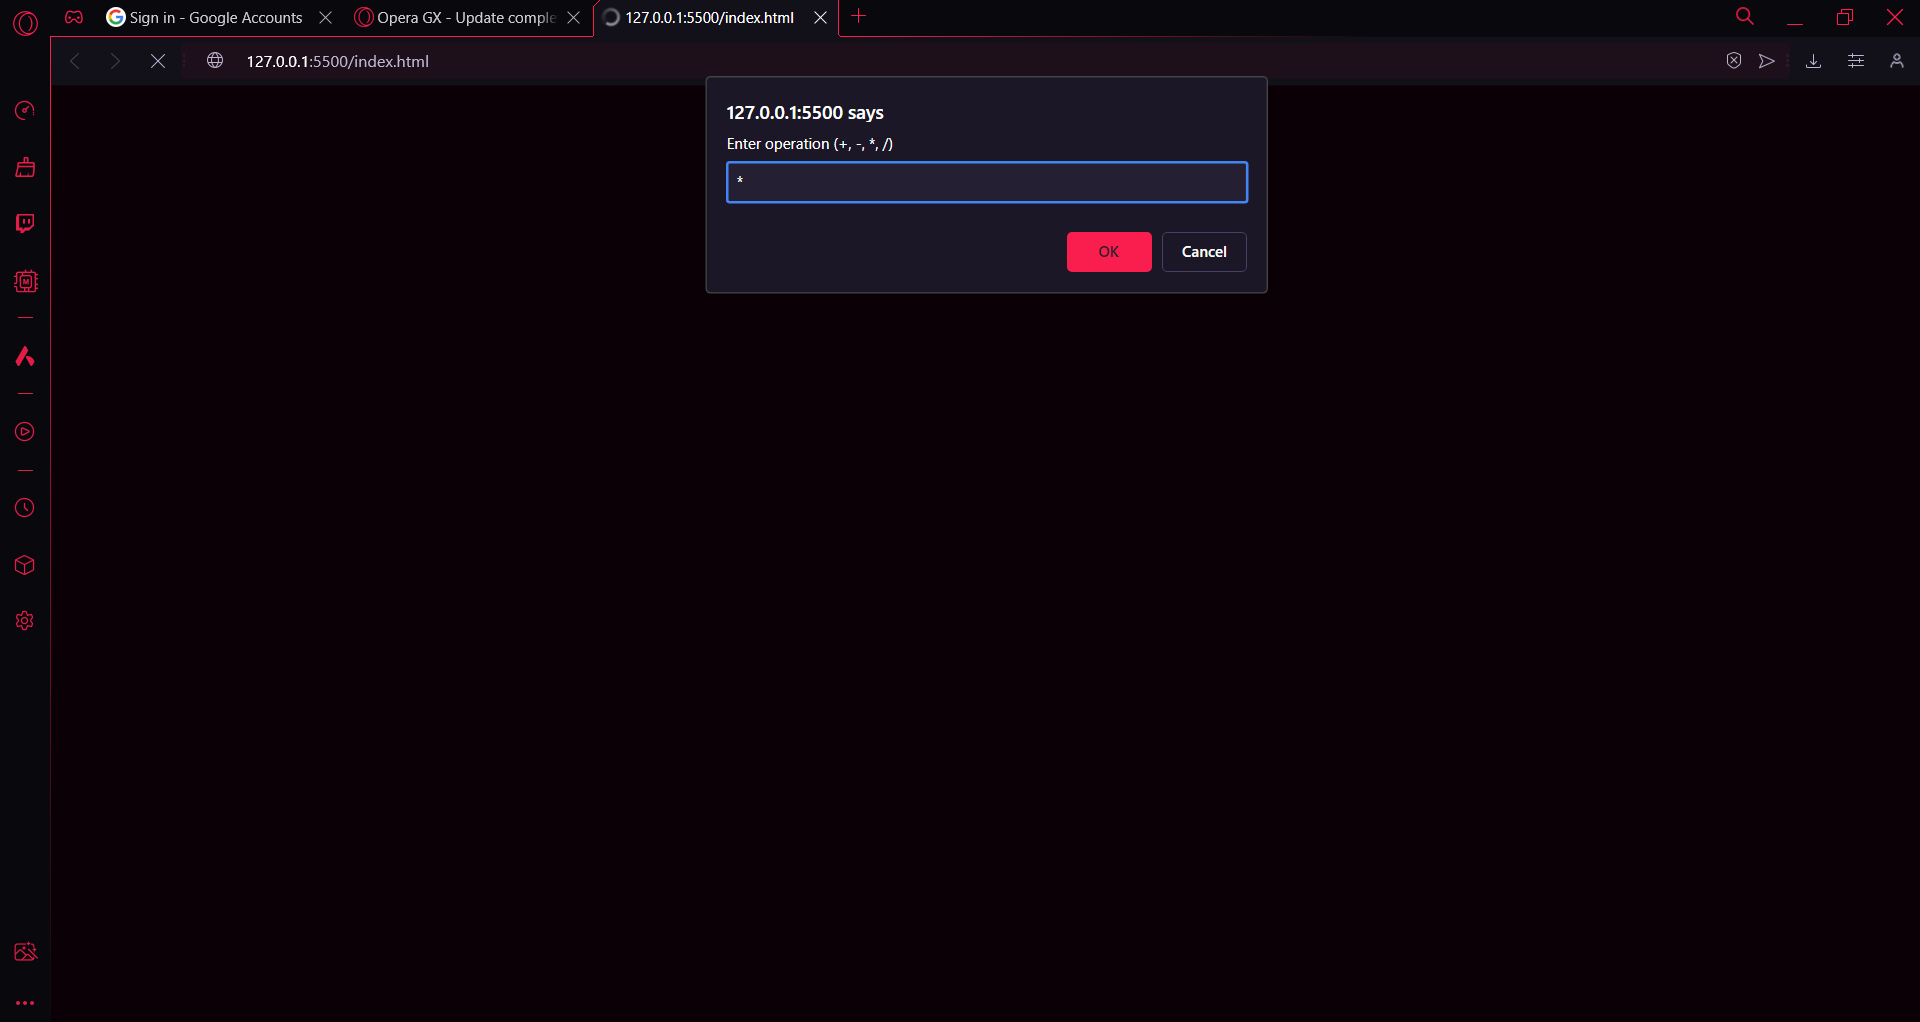 Sign in - Google Accounts
Opera GX - Update comple
127.0.0.1:5500/index.html
127.0.0.1:5500/index.html
127.0.0.1:5500 says
Enter operation (+, -, *, /)
*
OK
Cancel